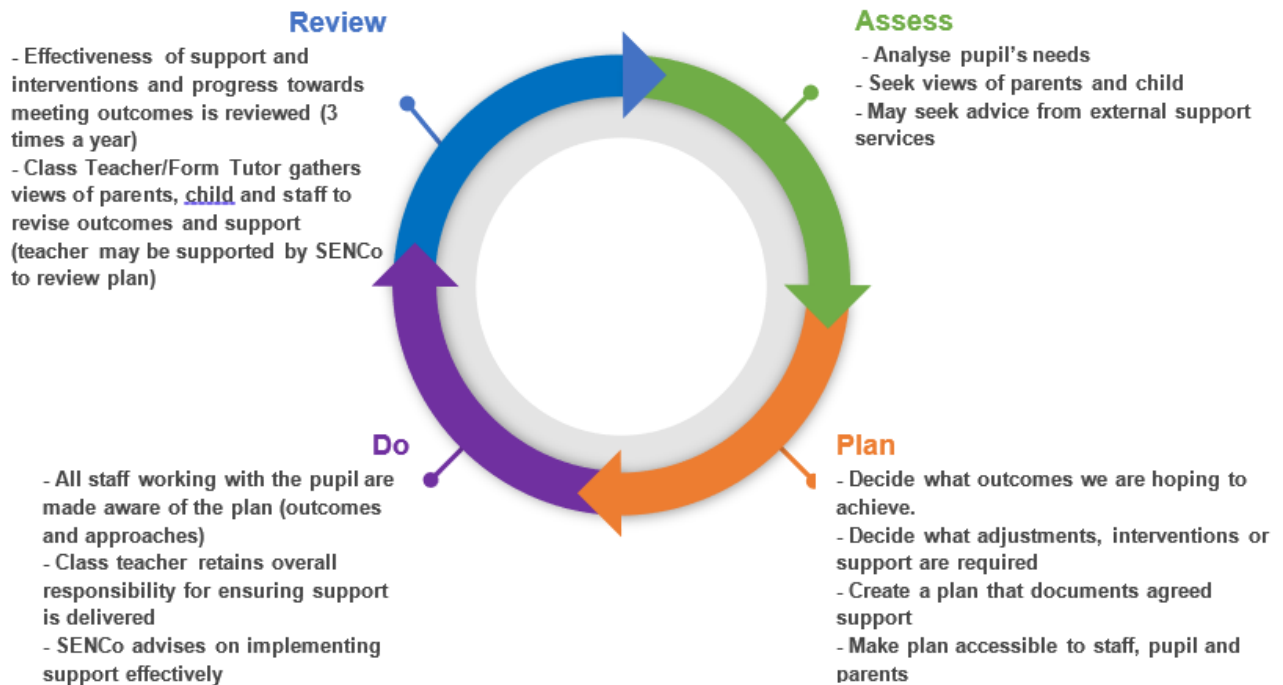 Review
- Effectiveness of support and
interventions and progress towards
meeting outcomes is reviewed (3
times a year)
- Class Teacher/Form Tutor gathers
views of parents, child and staff to
revise outcomes and support
(teacher may be supported by SENCo
to review plan)
Assess
- Analyse pupil's needs
- Seek views of parents and child
- May seek advice from external support
services
Plan
- Decide what outcomes we are hoping to
achieve.
- Decide what adjustments, interventions or
support are required
- Create a plan that documents agreed
support
- Make plan accessible to staff, pupil and
parents
Do
- All staff working with the pupil are
made aware of the plan (outcomes
and approaches)
- Class teacher retains overall
responsibility for ensuring support
is delivered
- SENCo advises on implementing
support effectively